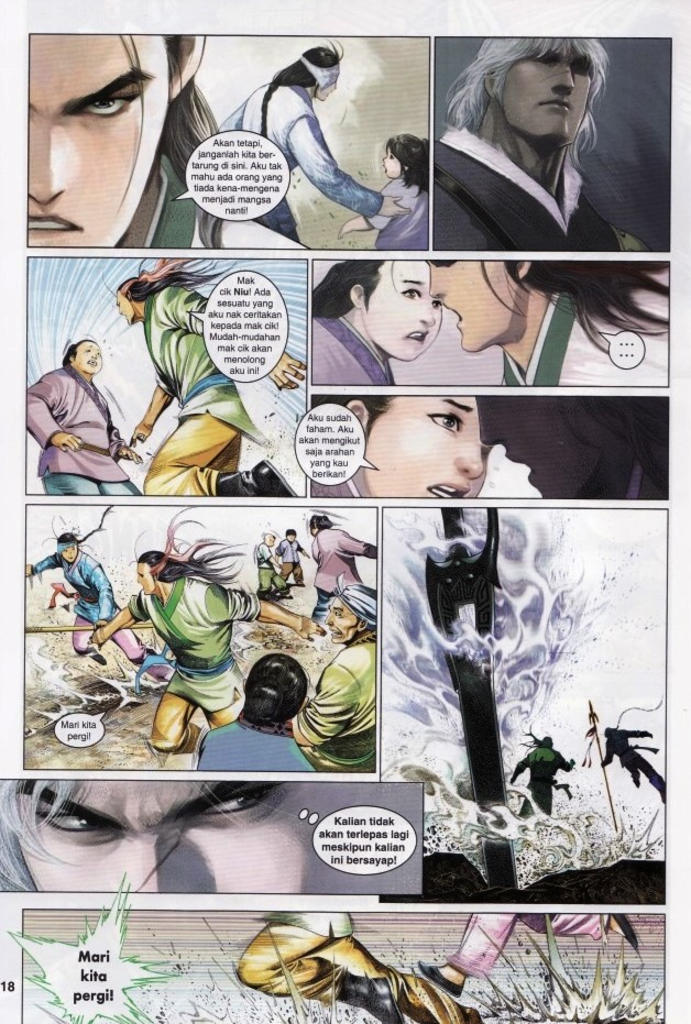 Akan tetapi,
janganlah kita ber-
tarung di sini. Aku tak
mahu ada orang yang
tiada kena-mengena
menjadi mangsa
nanti!
Mak
cik Niu! Ada
sesuatu yang
aku nak ceritakan
kepada mak cik!
Mudah-mudahan
mak cik akan
menolong
aku ini!
... ...
Aku sudah
faham. Aku
akan mengikut
saja arahan
yang kau
berikan!
Mari kita
pergi!
Kalian tidak
akan terlepas lagi
meskipun kalian
ini bersayap!
Mari
kita
pergi!
18